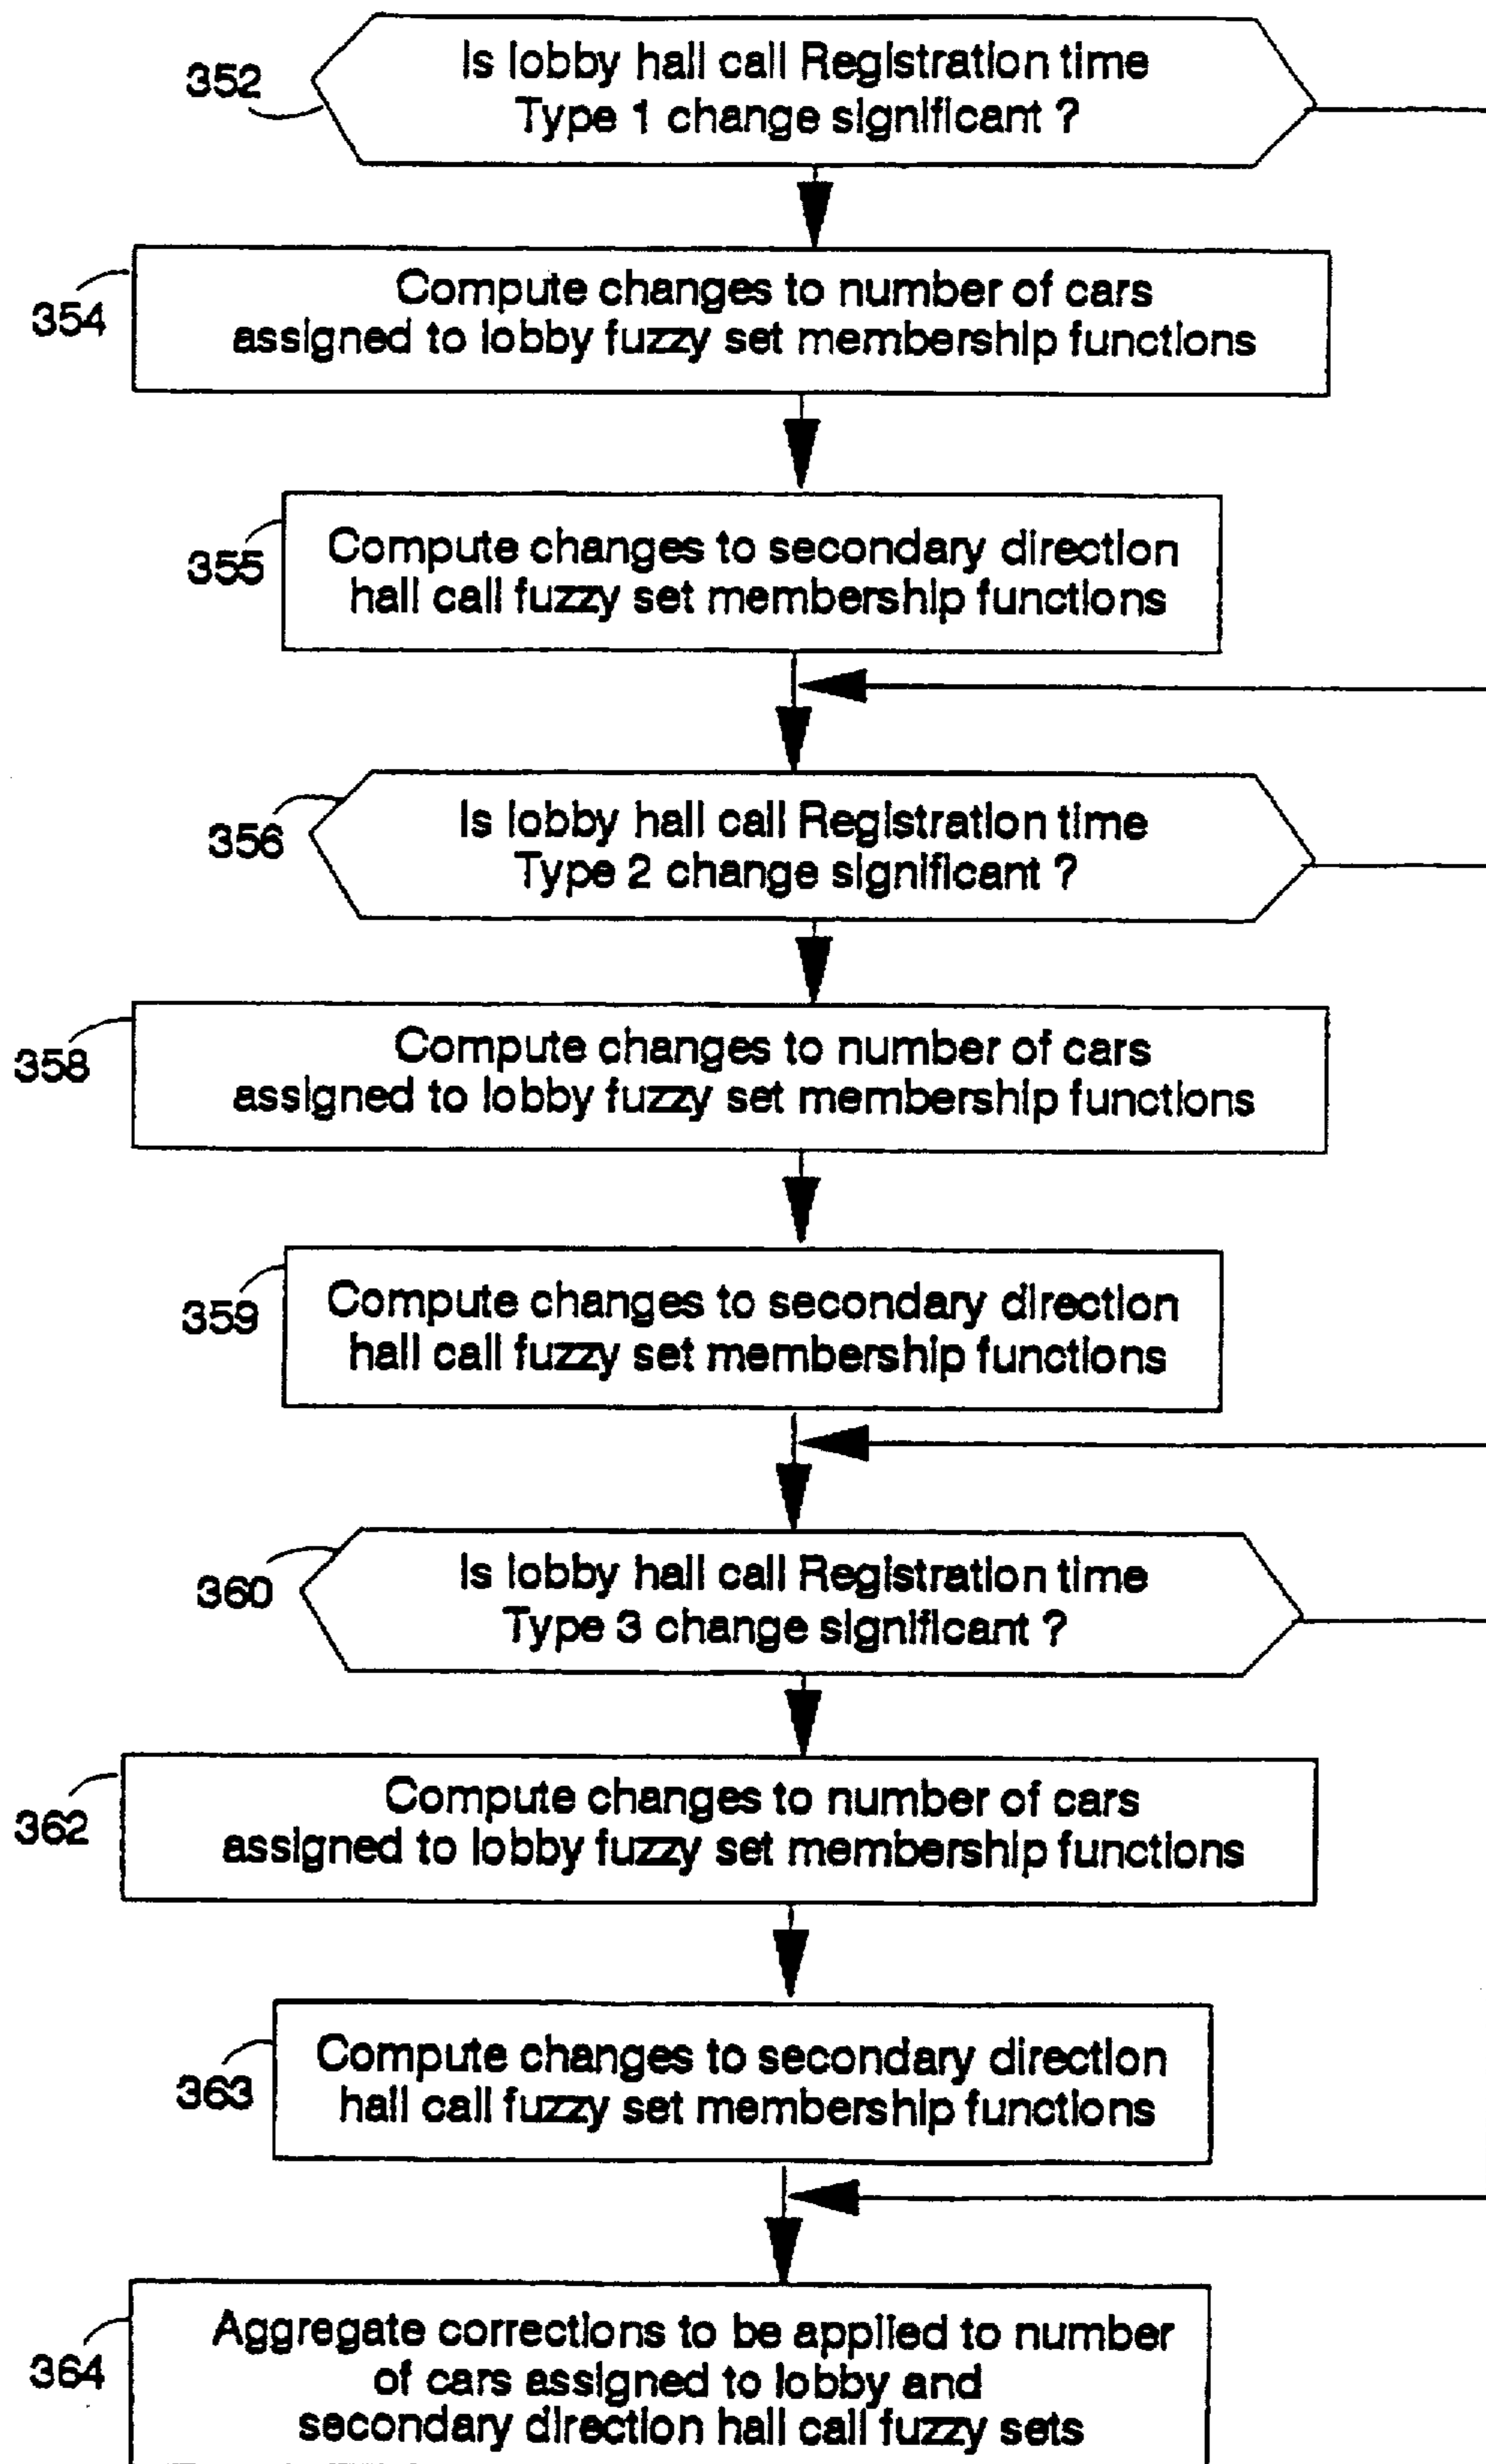 352
Is lobby hall call Registration time
Type 1 change significant ?
354
Compute changes to number of cars
assigned to lobby fuzzy set membership functions
355
Compute changes to secondary direction
hall call fuzzy set membership functions
356
Is lobby hall call Registration time
Type 2 change significant ?
358
Compute changes to number of cars
assigned to lobby fuzzy set membership functions
359
Compute changes to secondary direction
hall call fuzzy set membership functions
360
Is lobby hall call Registration time
Type 3 change significant ?
362
Compute changes to number of cars
assigned to lobby fuzzy set membership functions
363
Compute changes to secondary direction
hall call fuzzy set membership functions
364
Aggregate corrections to be applied to number
of cars assigned to lobby and
secondary direction hall call fuzzy sets